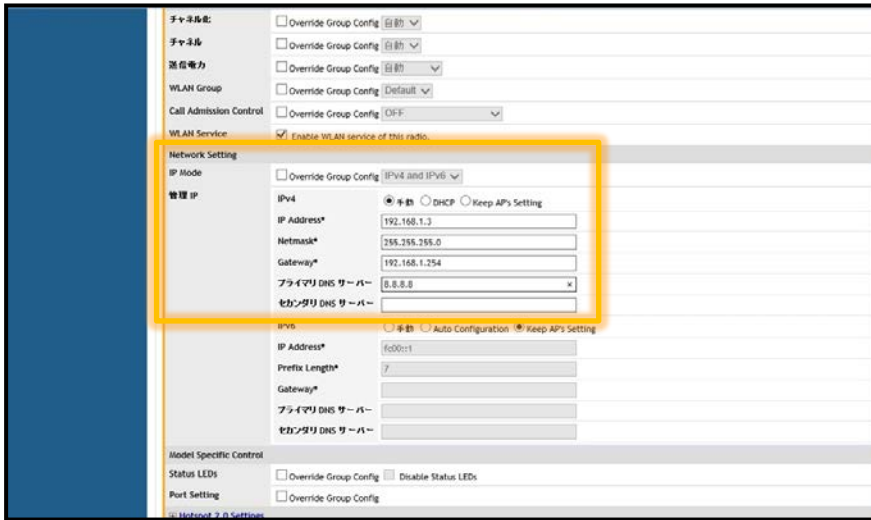 チャネル化 Override Group Config 自動
チャネル Override Group Config 自動
送信電力 Override Group Config 自動
WLAN Group Override Group Config Default
Call Admission Control Override Group Config OFF
WLAN Service Enable WLAN service of this radio.
Network Setting
IP Mode Override Group Config IPv4 and IPv6
管理 IP IPv4 手動 DHCP Keep AP's Setting
IP Address* 192.168.1.3
Netmask* 255.255.255.0
Gateway* 192.168.1.254
プライマリ DNS サーバー 8.8.8.8 ×
セカンダリ DNS サーバー
IPv6 手動 Auto Configuration Keep AP's Setting
IP Address* fc00::1
Prefix Length* 7
Gateway*
プライマリ DNS サーバー
セカンダリ DNS サーバー
Model Specific Control
Status LEDs Override Group Config Disable Status LEDs
Port Setting Override Group Config
Hotspot 2.0 Settings